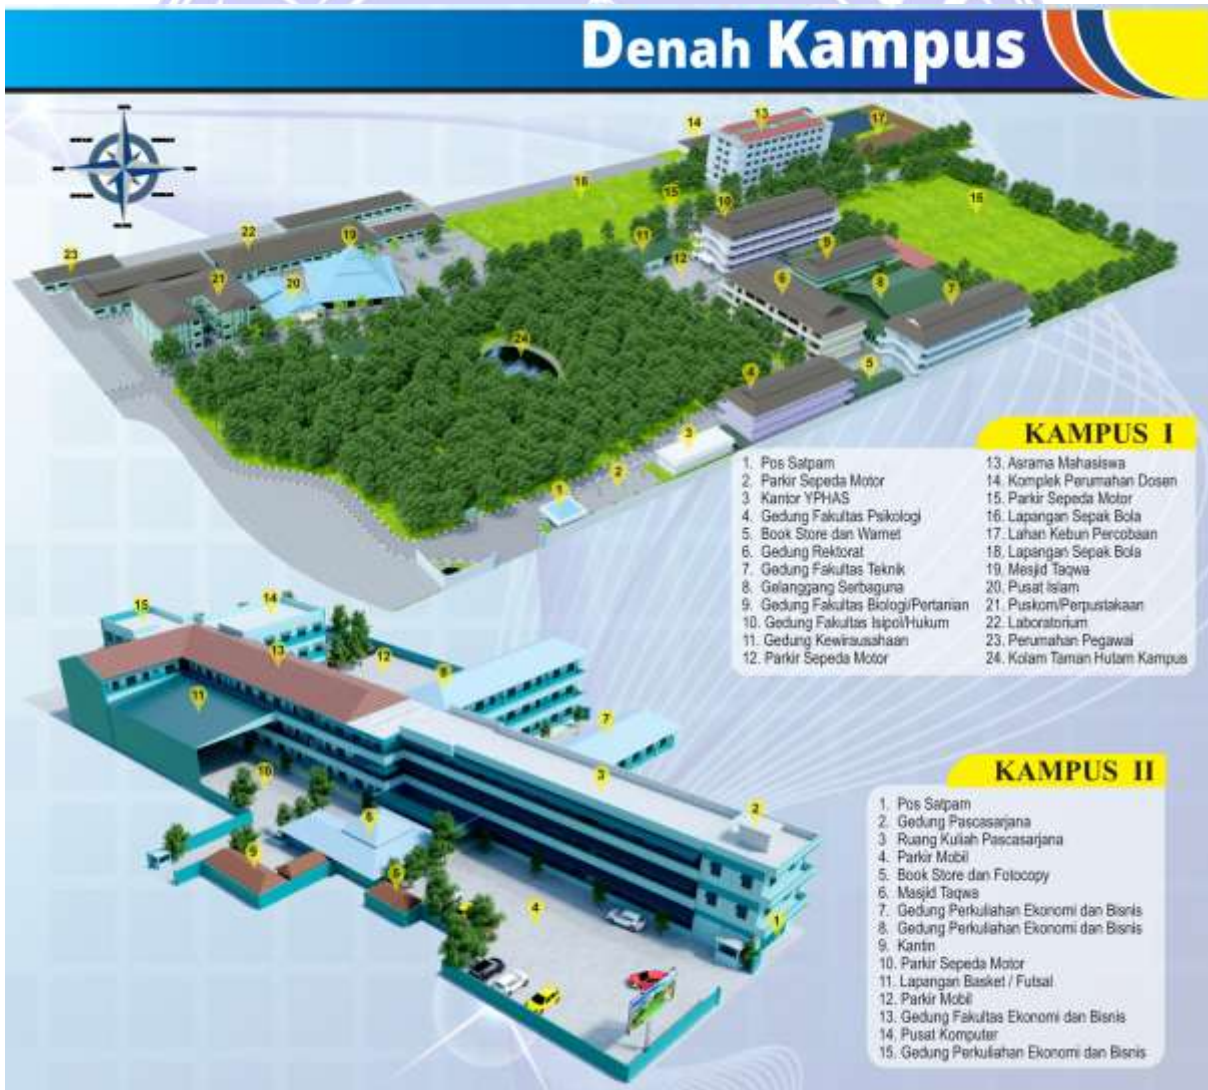 Denah Kampus
KAMPUS I
1. Pos Satpam
2. Parkir Sepeda Motor
3 Kantor YPHAS
4. Gedung Fakultas Psikologi
5. Book Store dan Warnet
6. Gedung Rektorat
7. Gedung Fakultas Teknik
8. Gelanggang Serbaguna
9. Gedung Fakultas Biologi/Pertanian
10. Gedung Fakultas Isipol/Hukum
11. Gedung Kewirausahaan
12. Parkir Sepeda Motor
13. Asrama Mahasiswa
14. Komplek Perumahan Dosen
15. Parkir Sepeda Motor
16. Lapangan Sepak Bola
17. Lahan Kebun Percobaan
18. Lapangan Sepak Bola
19. Mesjid Taqwa
20. Pusat Islam
21. Puskom/Perpustakaan
22. Laboratorium
23. Perumahan Pegawai
24. Kolam Taman Hutam Kampus
KAMPUS II
1. Pos Satpam
2. Gedung Pascasarjana
3 Ruang Kuliah Pascasarjana
4. Parkir Mobil
5. Book Store dan Fotocopy
6. Masjid Taqwa
7. Gedung Perkuliahan Ekonomi dan Bisnis
8. Gedung Perkuliahan Ekonomi dan Bisnis
9. Kantin
10. Parkir Sepeda Motor
11. Lapangan Basket / Futsal
12. Parkir Mobil
13. Gedung Fakultas Ekonomi dan Bisnis
14. Pusat Komputer
15. Gedung Perkuliahan Ekonomi dan Bisnis